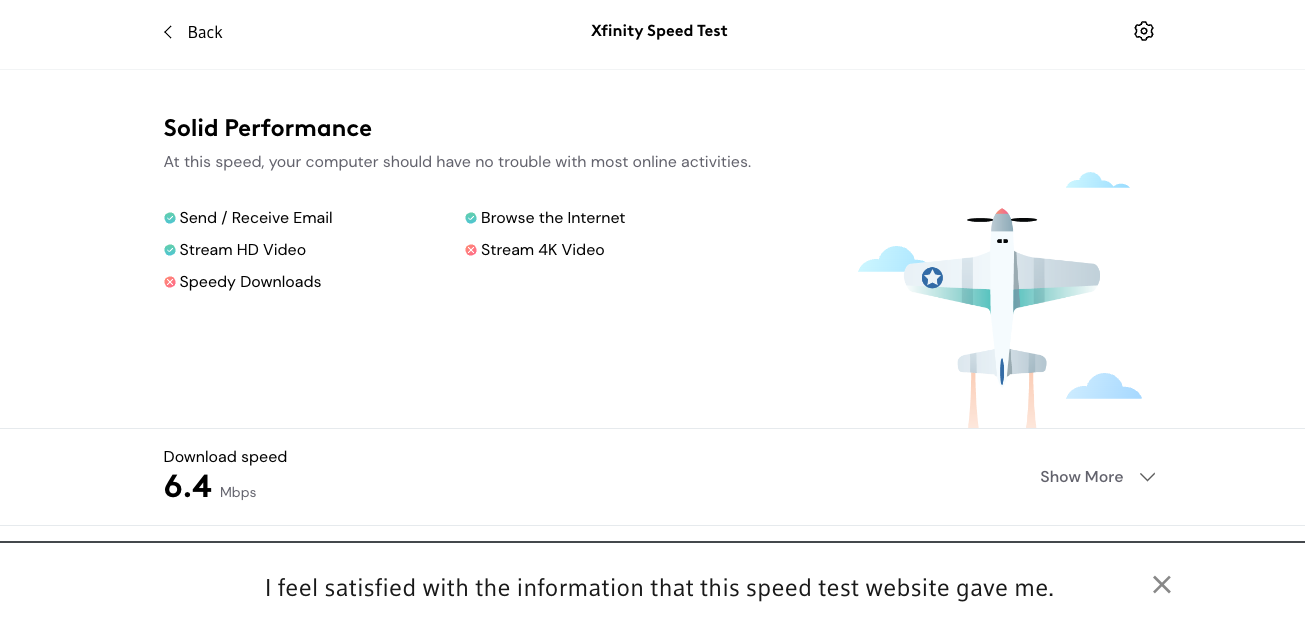 Back
Xfinity Speed Test
Solid Performance
At this speed, your computer should have no trouble with most online activities.
Send / Receive Email
Browse the Internet
Stream HD Video
Stream 4K Video
Speedy Downloads
Download speed
6.4 Mbps
Show More
I feel satisfied with the information that this speed test website gave me.